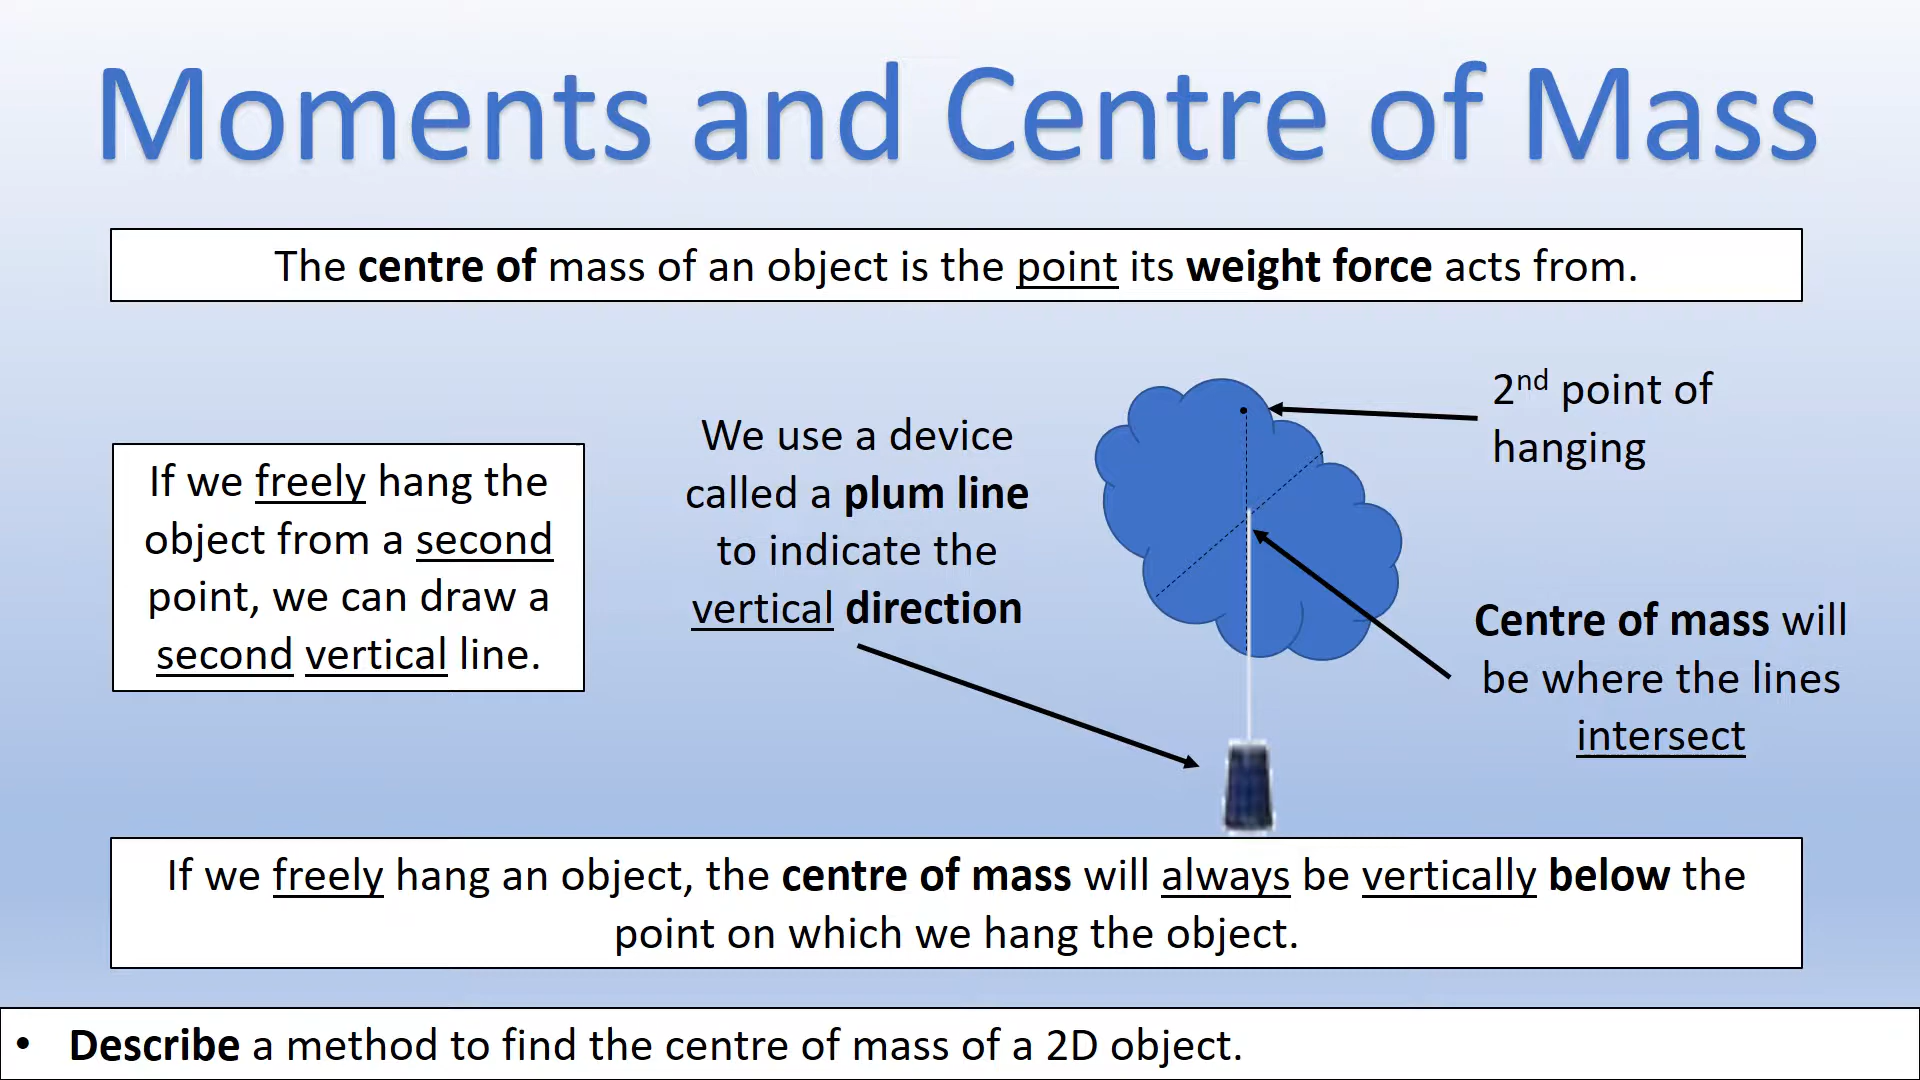 Moments and Centre of Mass
The centre of mass of an object is the point its weight force acts from.
If we freely hang the
object from a second
point, we can draw a
second vertical line.
We use a device
called a plum line
to indicate the
vertical direction
2nd point of
hanging
Centre of mass will
be where the lines
intersect
If we freely hang an object, the centre of mass will always be vertically below the
point on which we hang the object.
• Describe a method to find the centre of mass of a 2D object.